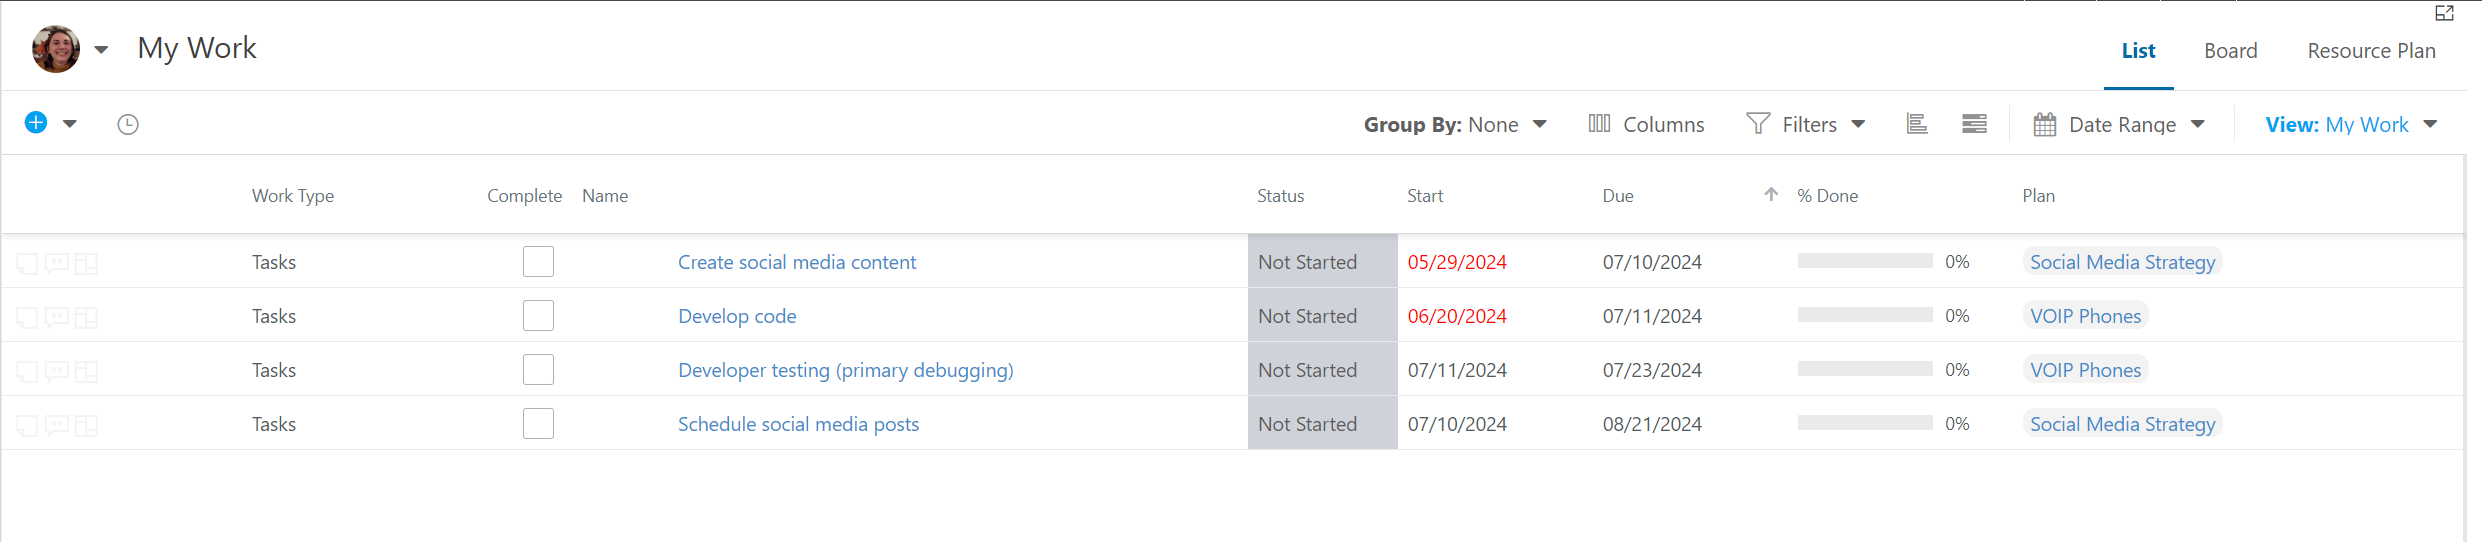 My Work
List Board Resource Plan
Group By: None Columns Filters Date Range View: My Work
Work Type Complete Name Status Start Due % Done Plan
Tasks Create social media content Not Started 05/29/2024 07/10/2024 0% Social Media Strategy
Tasks Develop code Not Started 06/20/2024 07/11/2024 0% VOIP Phones
Tasks Developer testing (primary debugging) Not Started 07/11/2024 07/23/2024 0% VOIP Phones
Tasks Schedule social media posts Not Started 07/10/2024 08/21/2024 0% Social Media Strategy